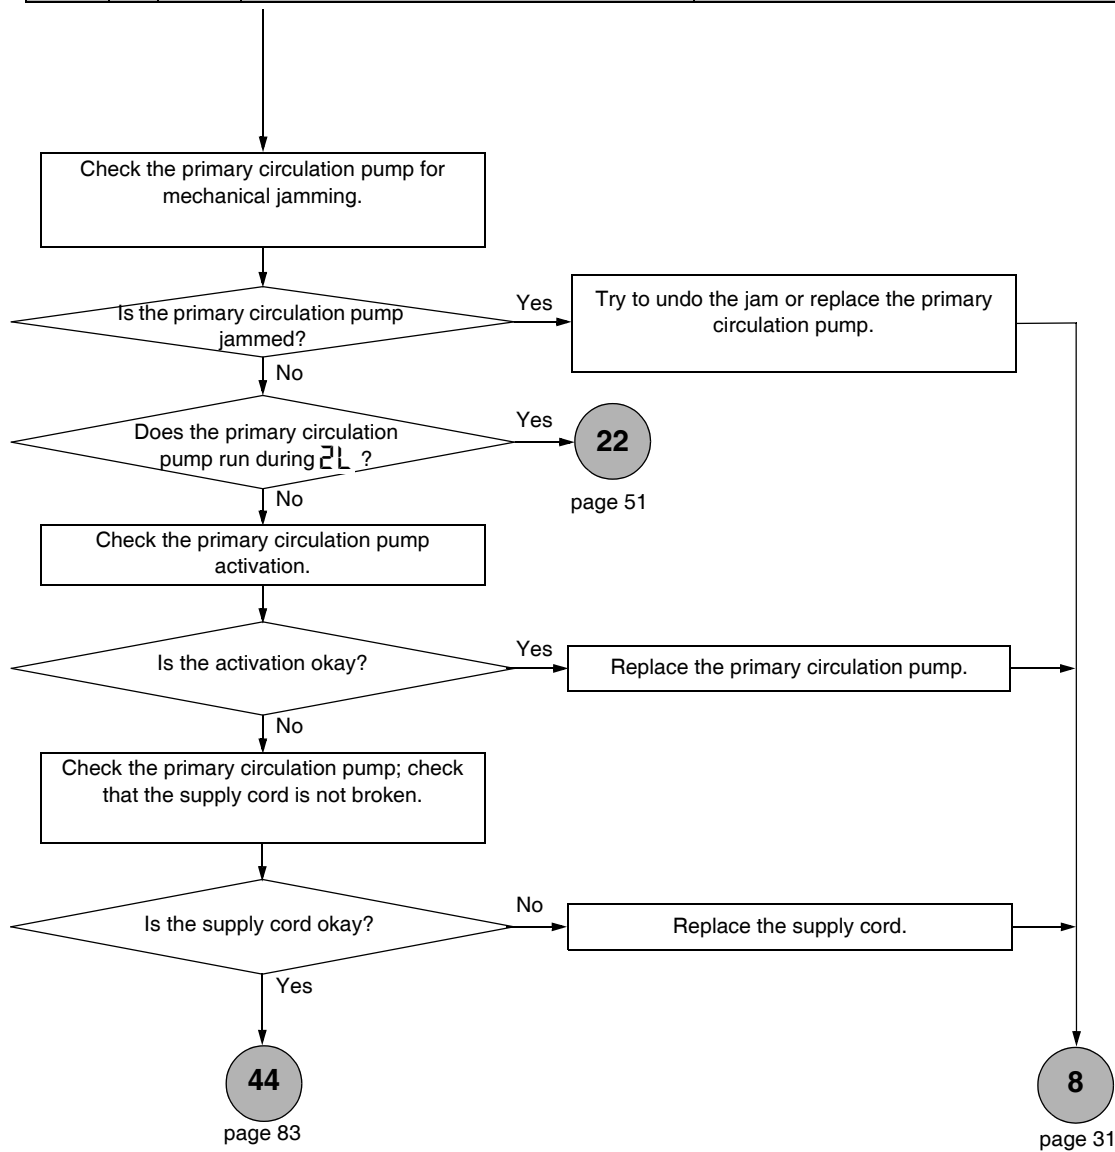 Check the primary circulation pump for
mechanical jamming.
Is the primary circulation pump
jammed?
Yes
Try to undo the jam or replace the primary
circulation pump.
No
Does the primary circulation
pump run during 2L ?
Yes
22
page 51
No
Check the primary circulation pump
activation.
Is the activation okay?
Yes
Replace the primary circulation pump.
No
Check the primary circulation pump; check
that the supply cord is not broken.
Is the supply cord okay?
No
Replace the supply cord.
Yes
44
page 83
8
page 31